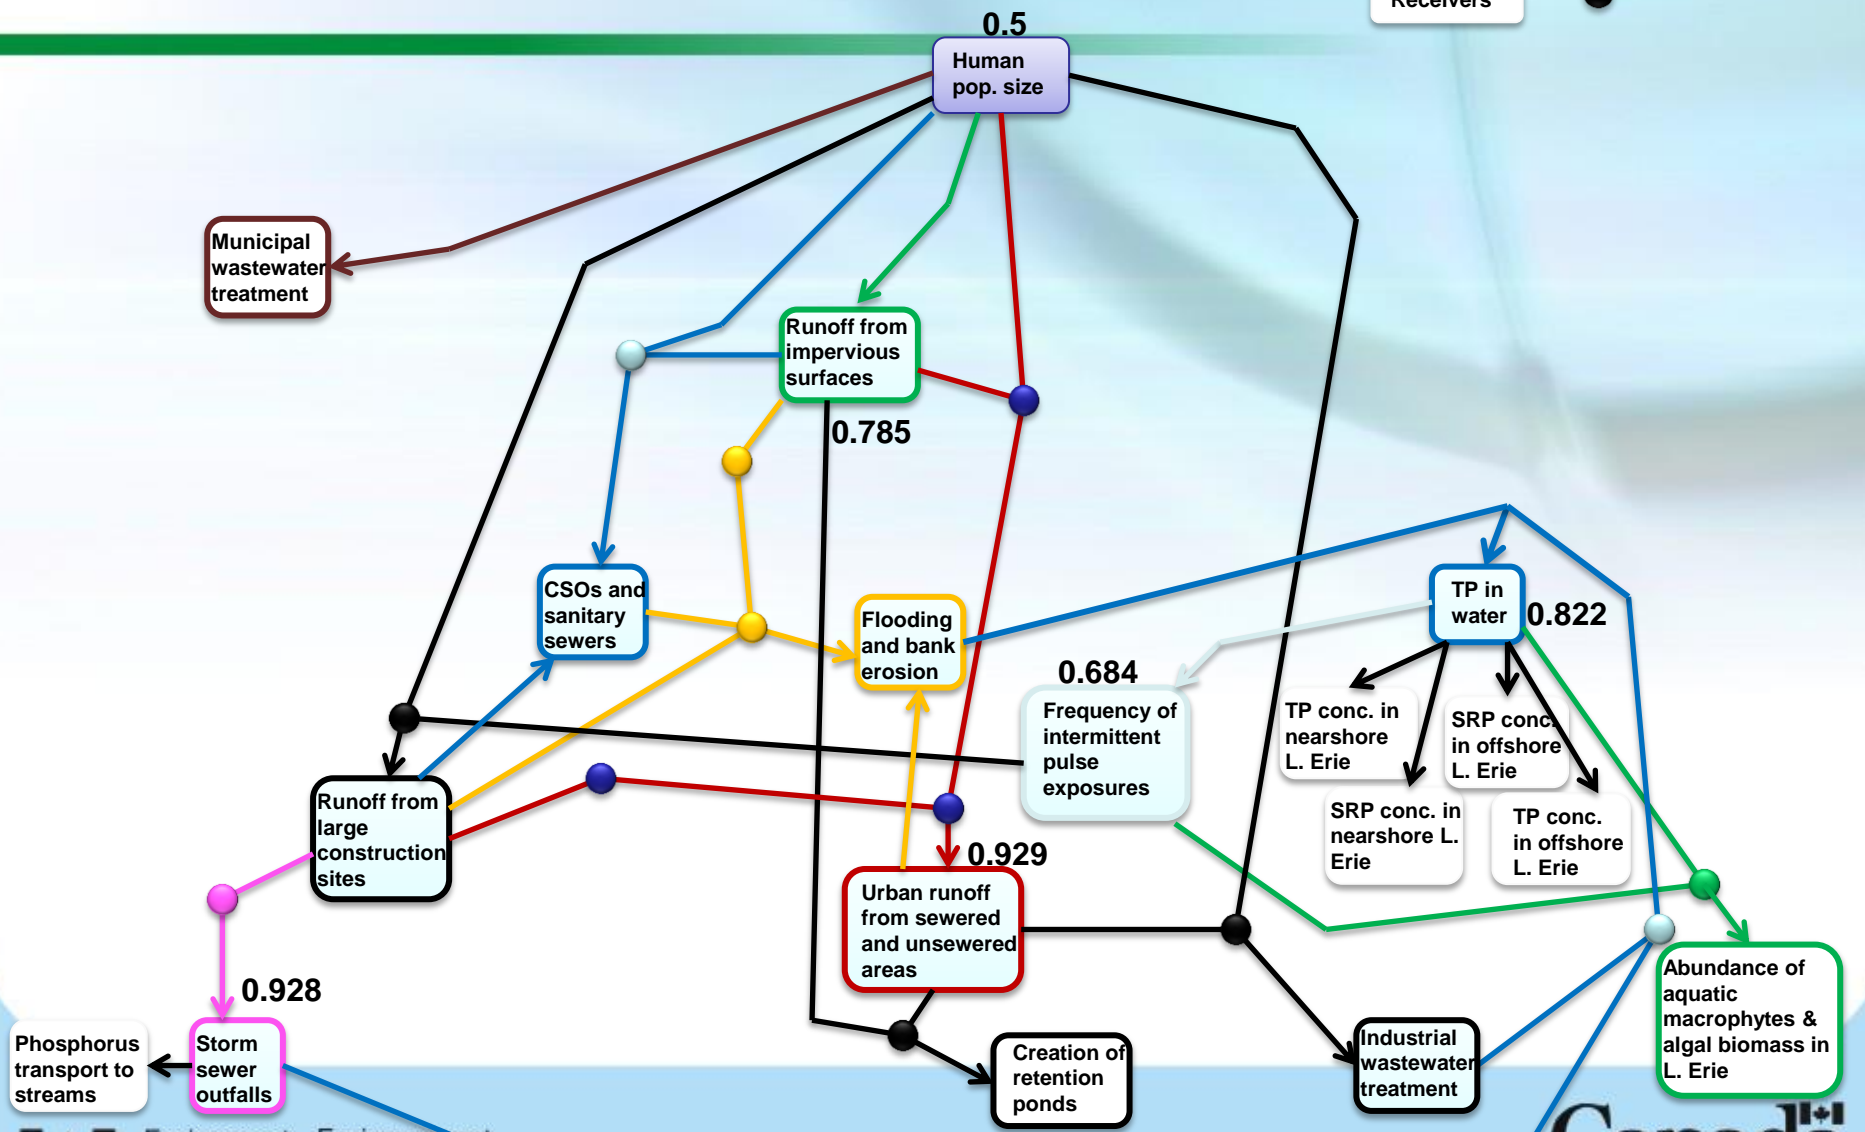 Receivers
0.5
Human
pop. size
Municipal
wastewater
treatment
Runoff from
impervious
surfaces
0.785
CSOs and
sanitary
sewers
Flooding
and bank
erosion
TP in
water
0.822
0.684
Frequency of
intermittent
pulse
exposures
TP conc. in
nearshore
L. Erie
SRP conc.
in offshore
L. Erie
SRP conc. in
nearshore L.
Erie
TP conc.
in offshore
L. Erie
Runoff from
large
construction
sites
0.929
Urban runoff
from sewered
and unsewered
areas
0.928
Phosphorus
transport to
streams
Storm
sewer
outfalls
Creation of
retention
ponds
Industrial
wastewater
treatment
Abundance of
aquatic
macrophytes &
algal biomass in
L. Erie
Canada